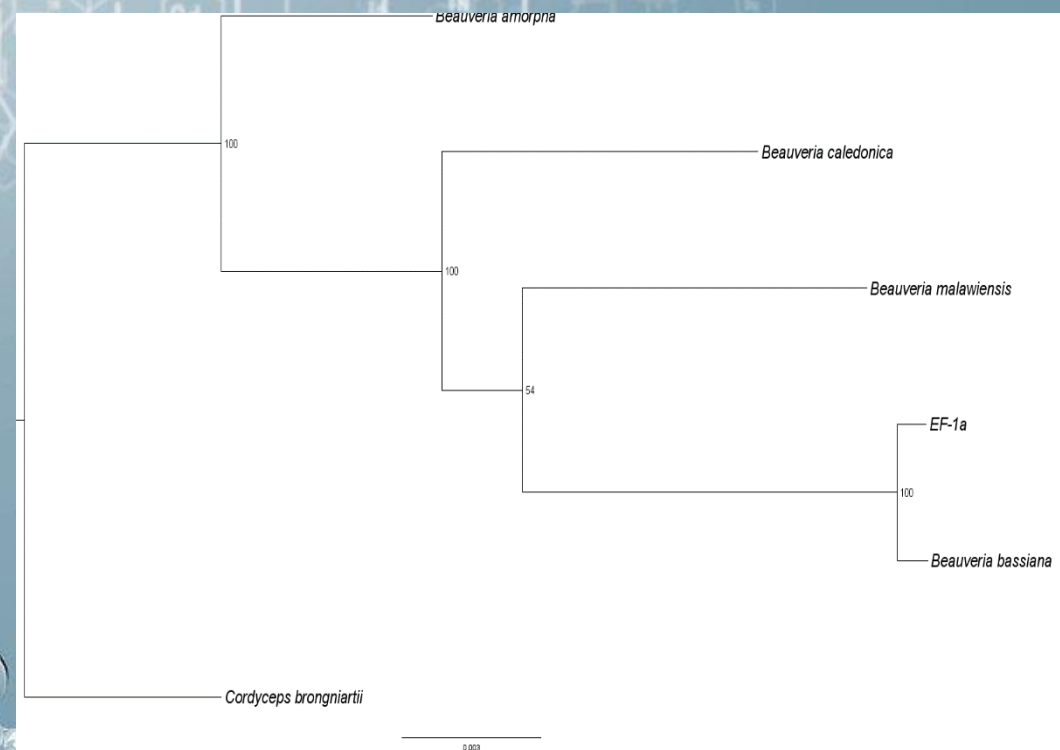 Beauveria amorpha
100
Beauveria caledonica
100
Beauveria malawiensis
54
EF-1a
100
Beauveria bassiana
Cordyceps brongniartii
0.003